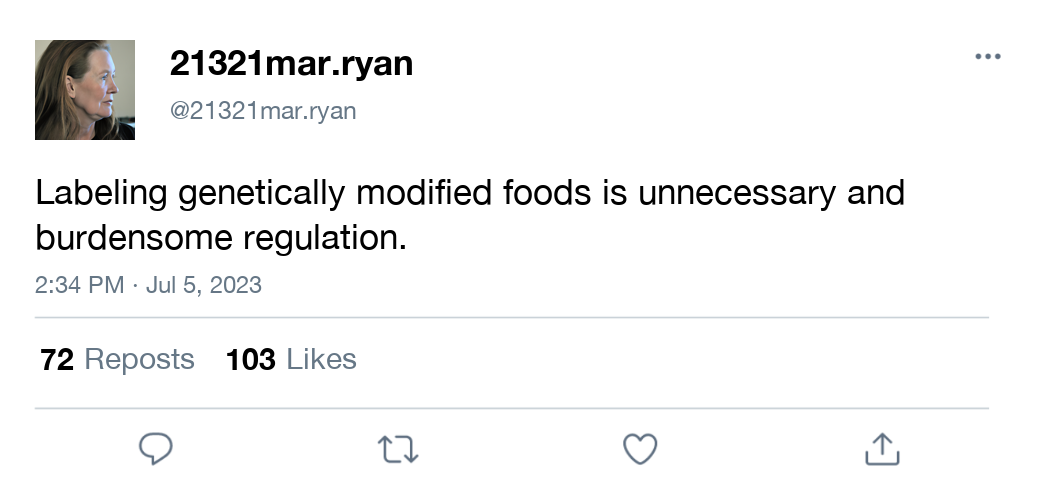 21321mar.ryan
@21321mar.ryan
Labeling genetically modified foods is unnecessary and
burdensome regulation.
2:34 PM · Jul 5, 2023
72 Reposts 103 Likes